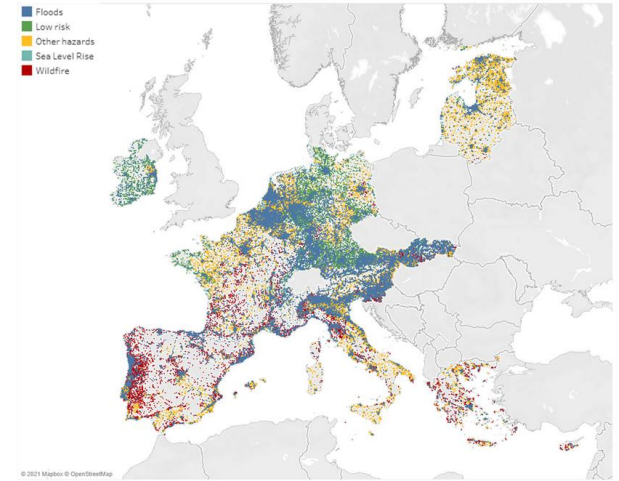 Floods
Low risk
Other hazards
Sea Level Rise
Wildfire
© 2021 Mapbox © OpenStreetMap